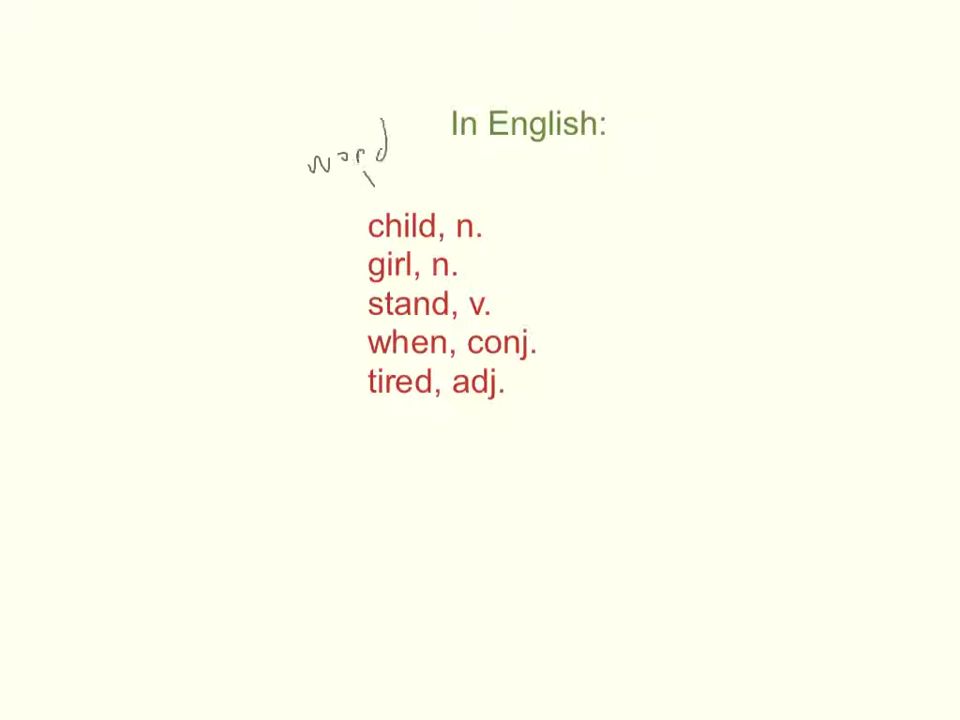 In English:
word
child, n.
girl, n.
stand, v.
when, conj.
tired, adj.